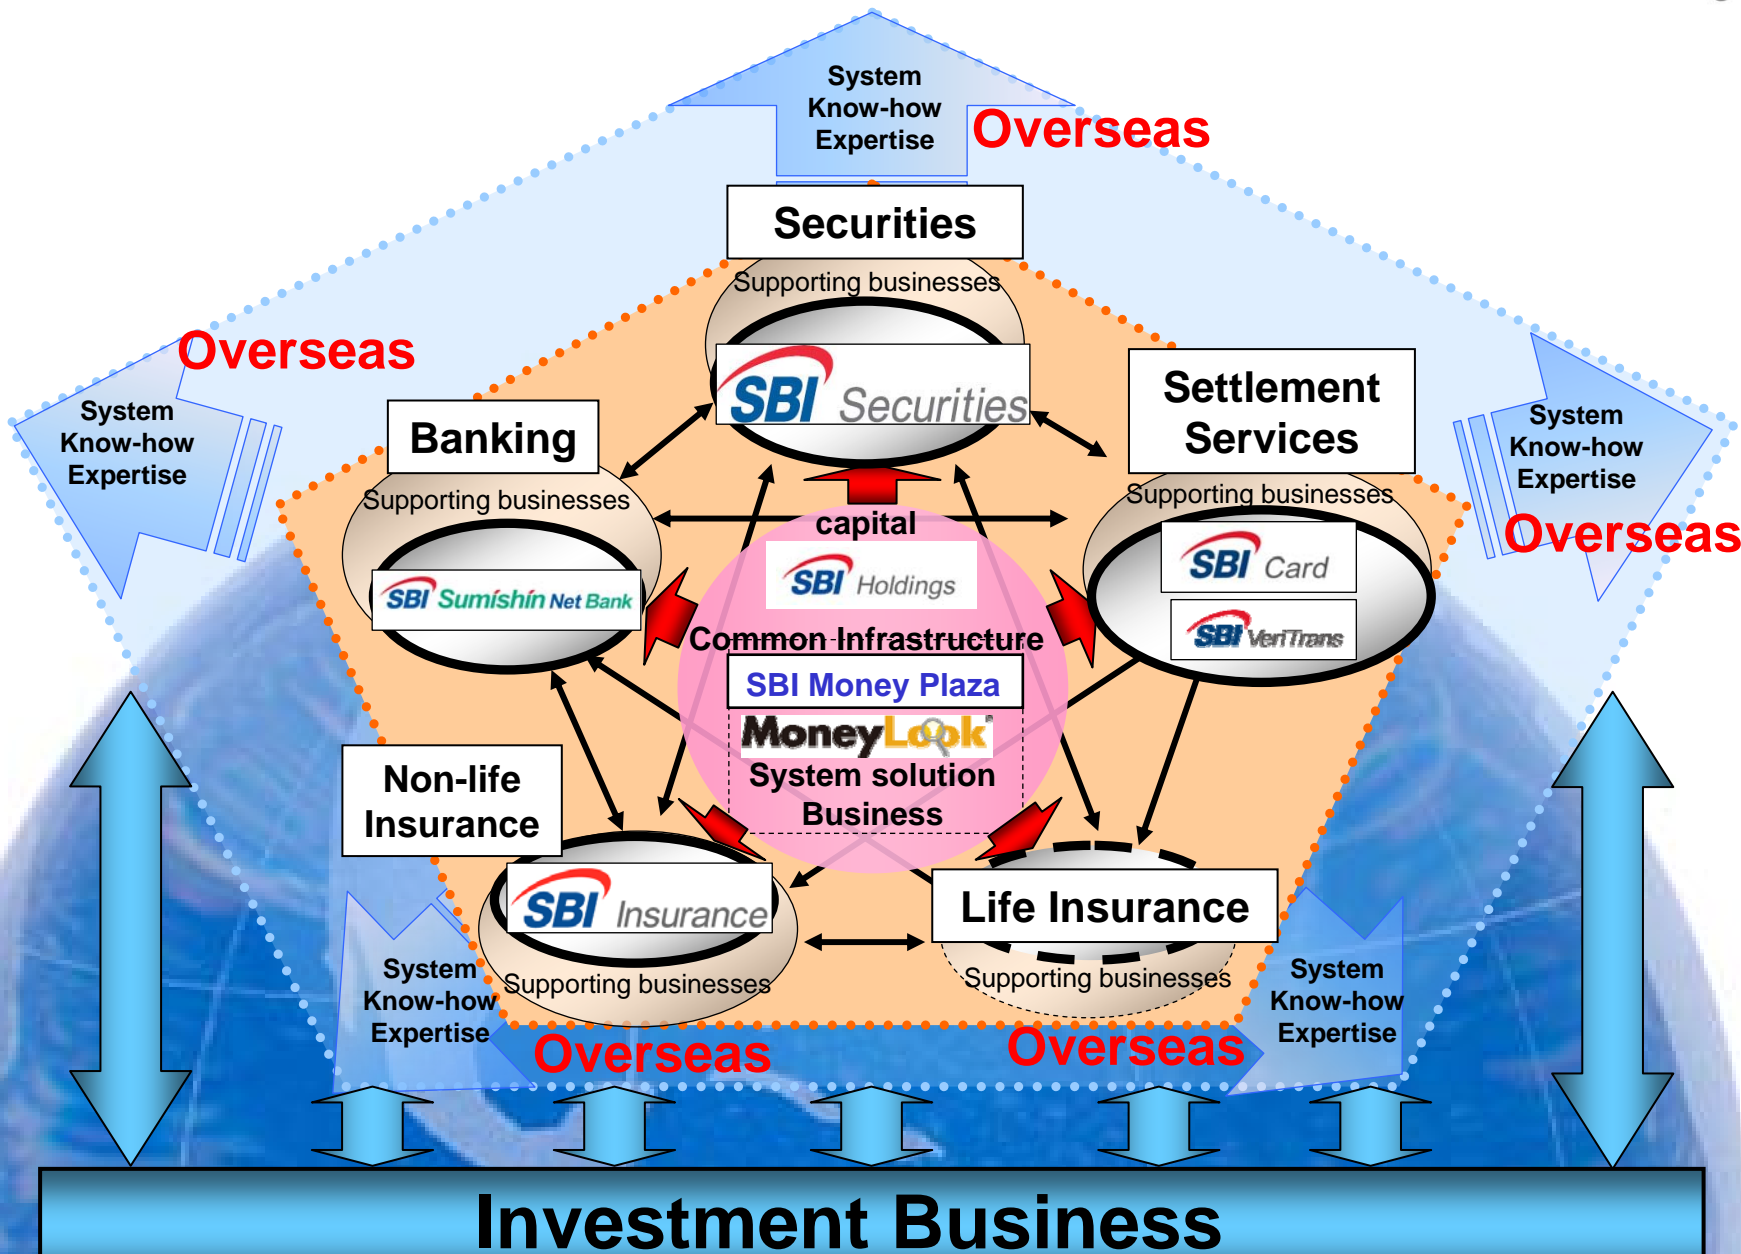 System
Know-how
Expertise
Overseas
Securities
Supporting businesses
SBI Securities
Overseas
System
Know-how
Expertise
Banking
Supporting businesses
SBI Sumishin Net Bank
Settlement
Services
Supporting businesses
SBI Card
SBI VeriTrans
System
Know-how
Expertise
Overseas
capital
SBI Holdings
Common Infrastructure
SBI Money Plaza
MoneyLook
System solution
Business
Non-life
Insurance
SBI Insurance
Supporting businesses
Life Insurance
Supporting businesses
System
Know-how
Expertise
Overseas
Overseas
System
Know-how
Expertise
Investment Business